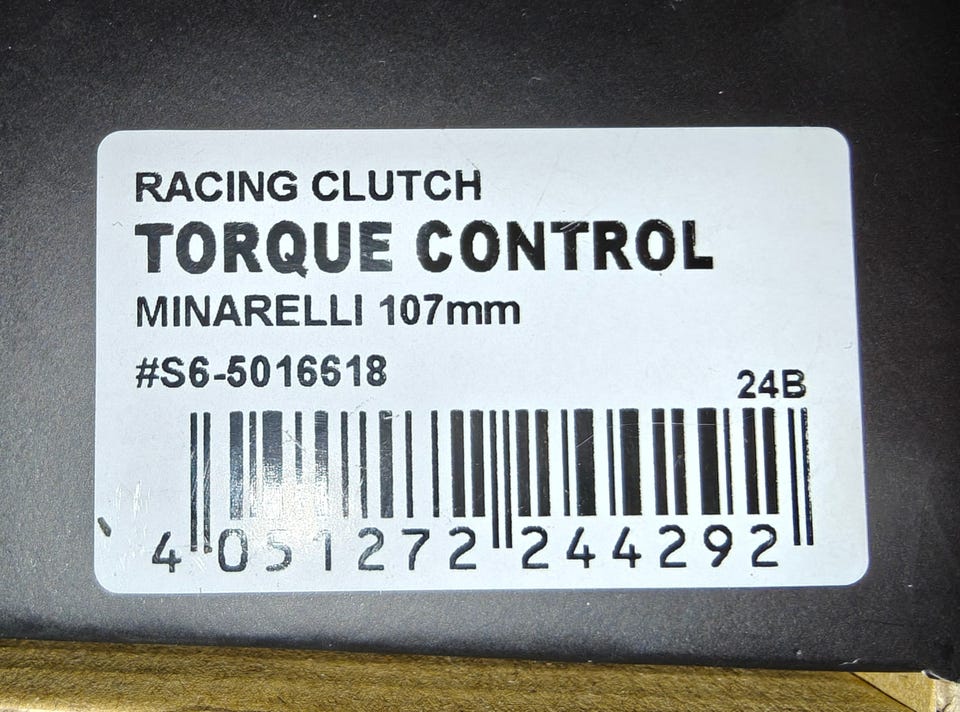 RACING CLUTCH
TORQUE CONTROL
MINARELLI 107mm
#S6-5016618
24B
4 051272 244292